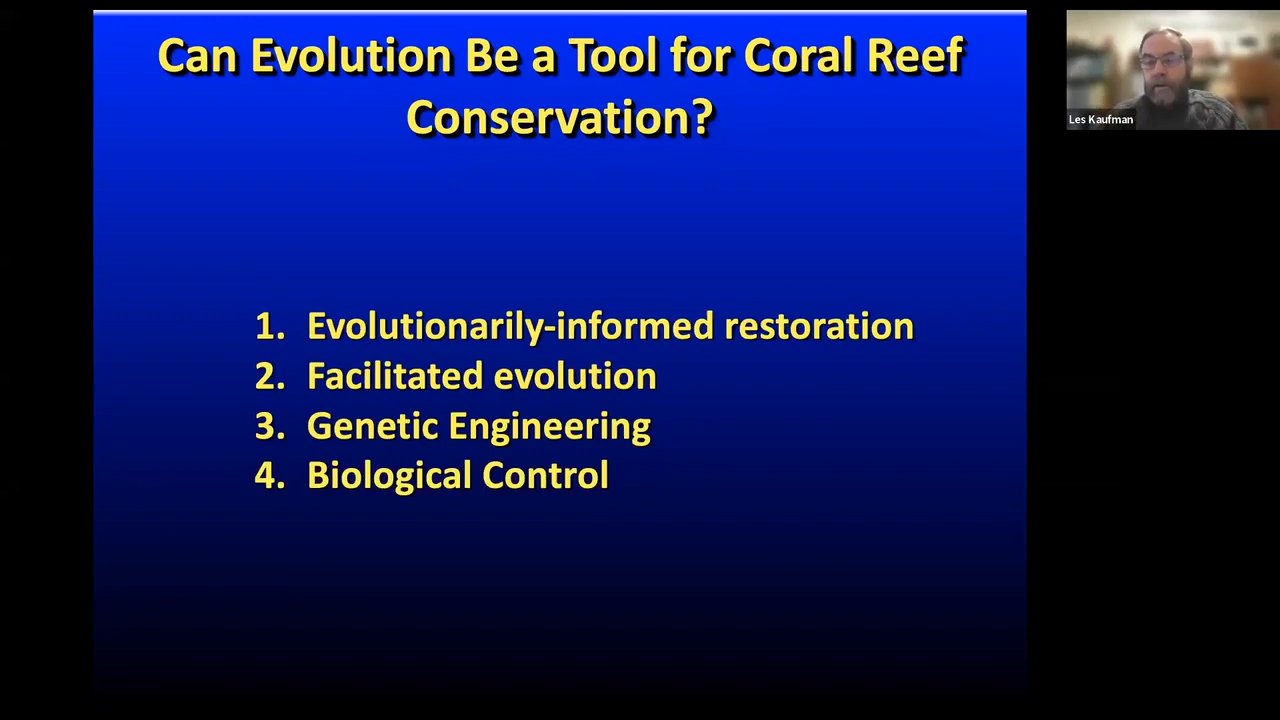 Can Evolution Be a Tool for Coral Reef
Conservation?
Les Kaufman
1. Evolutionarily-informed restoration
2. Facilitated evolution
3. Genetic Engineering
4. Biological Control